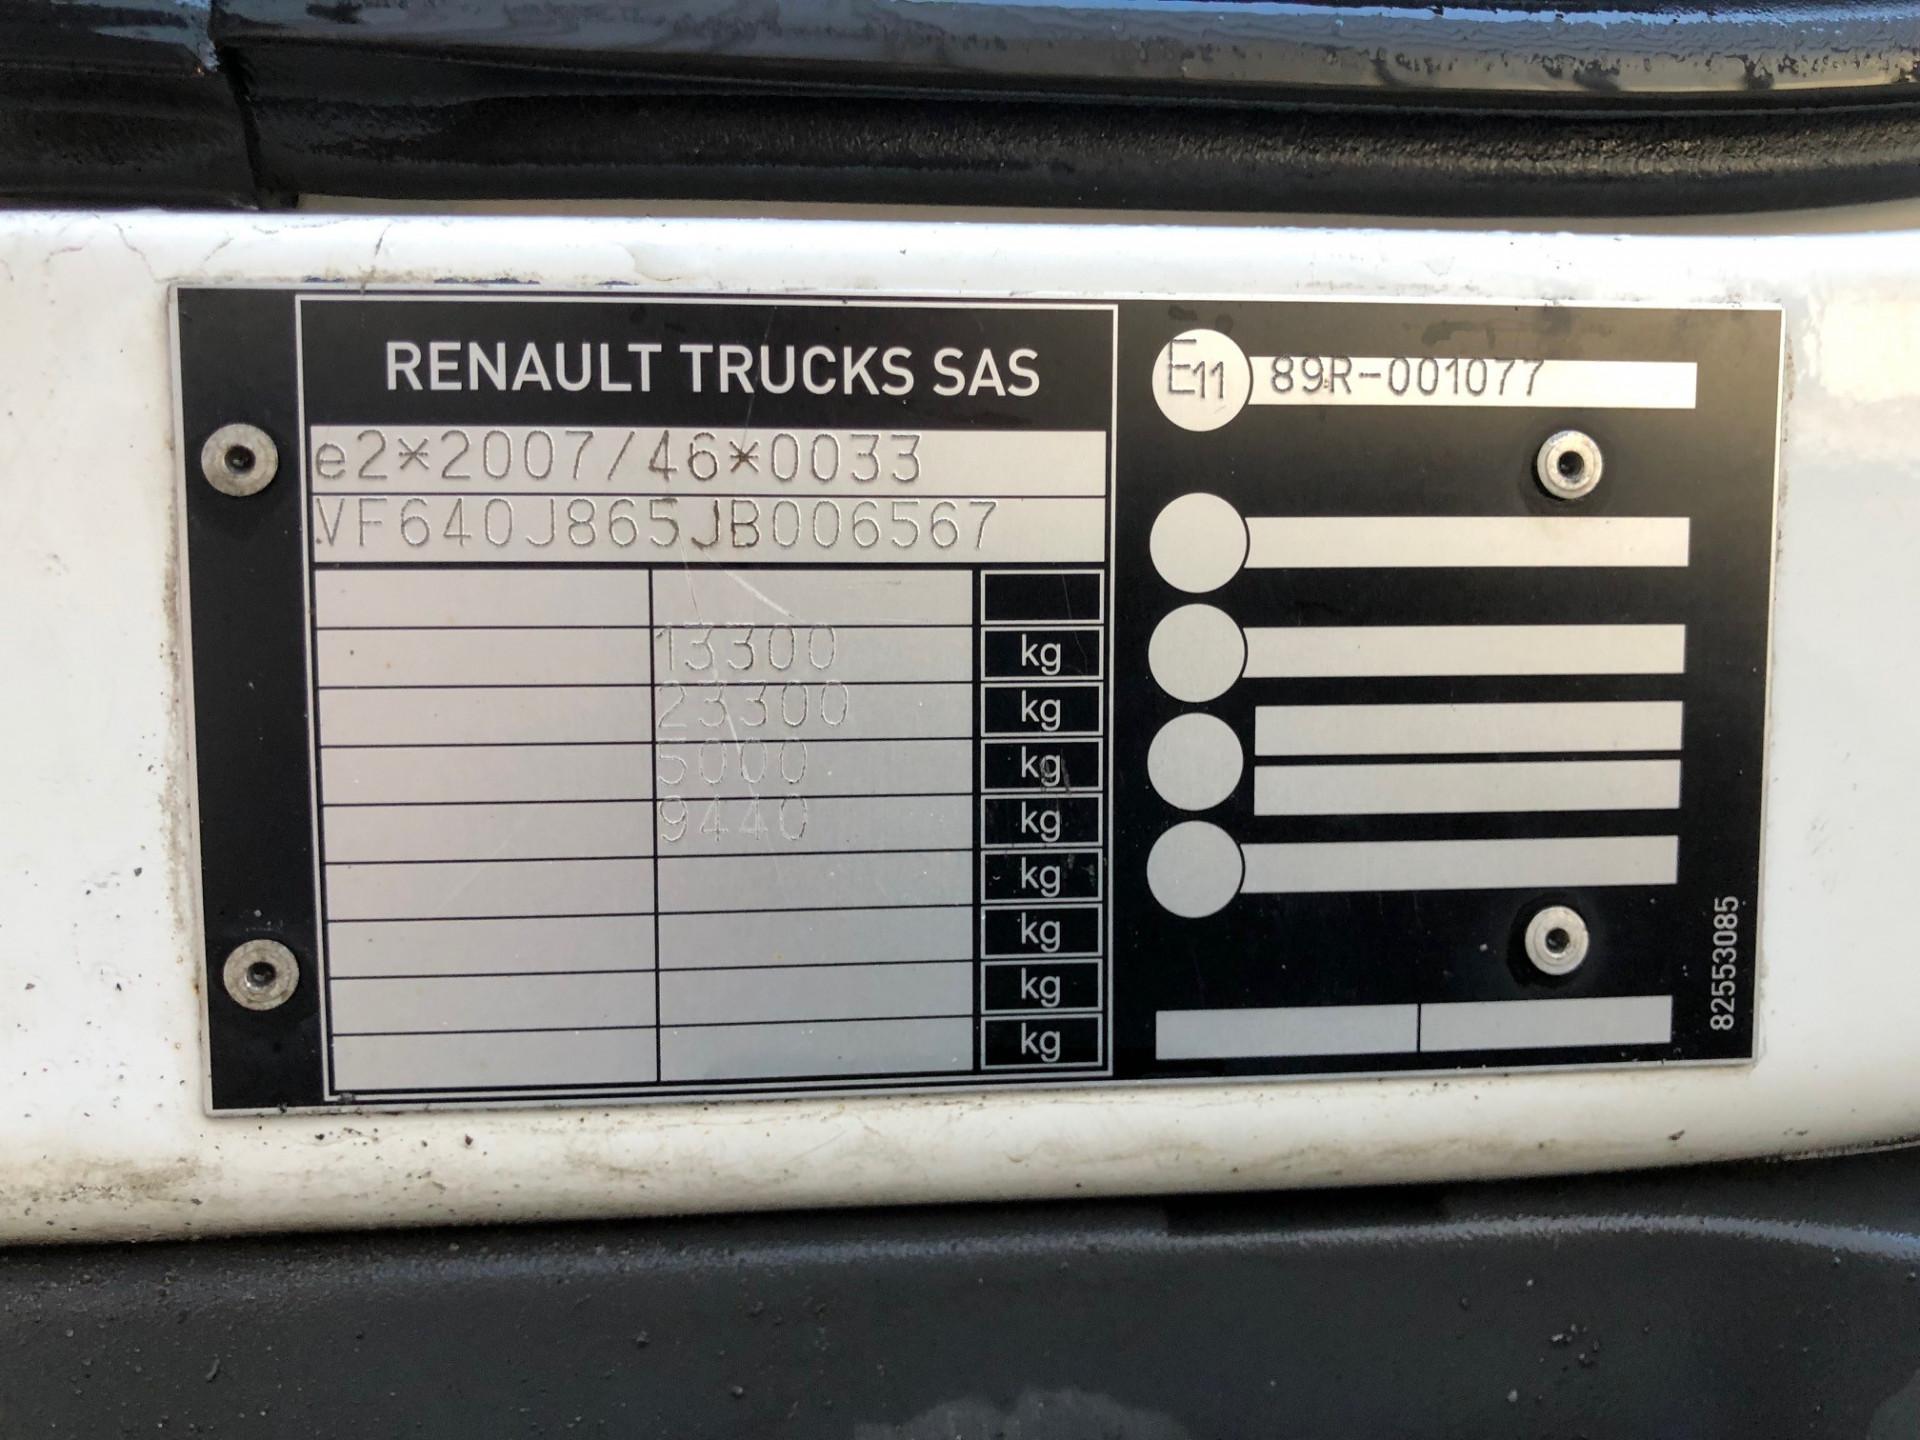 RENAULT TRUCKS SAS
e2*2007/46*0033
VF640J865JB006567
13300 kg
23300 kg
5000 kg
9440 kg
kg
kg
kg
kg
E11 89R-001077
82553085